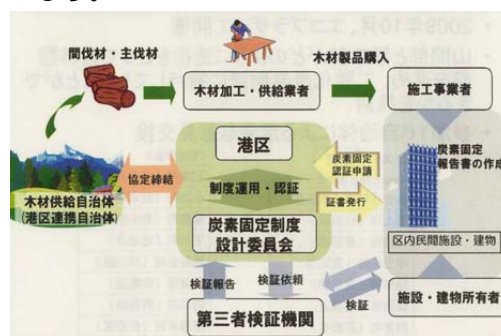 間伐材・主伐材
木材製品購入
木材加工・供給業者
施工事業者
港区
炭素固定
認証申請
炭素固定
報告書の作成
協定締結
制度運用・認証
証書発行
木材供給自治体
(港区連携自治体)
炭素固定制度
設計委員会
区内民間施設・建物
検証報告
検証依頼
検証
第三者検証機関
施設・建物所有者